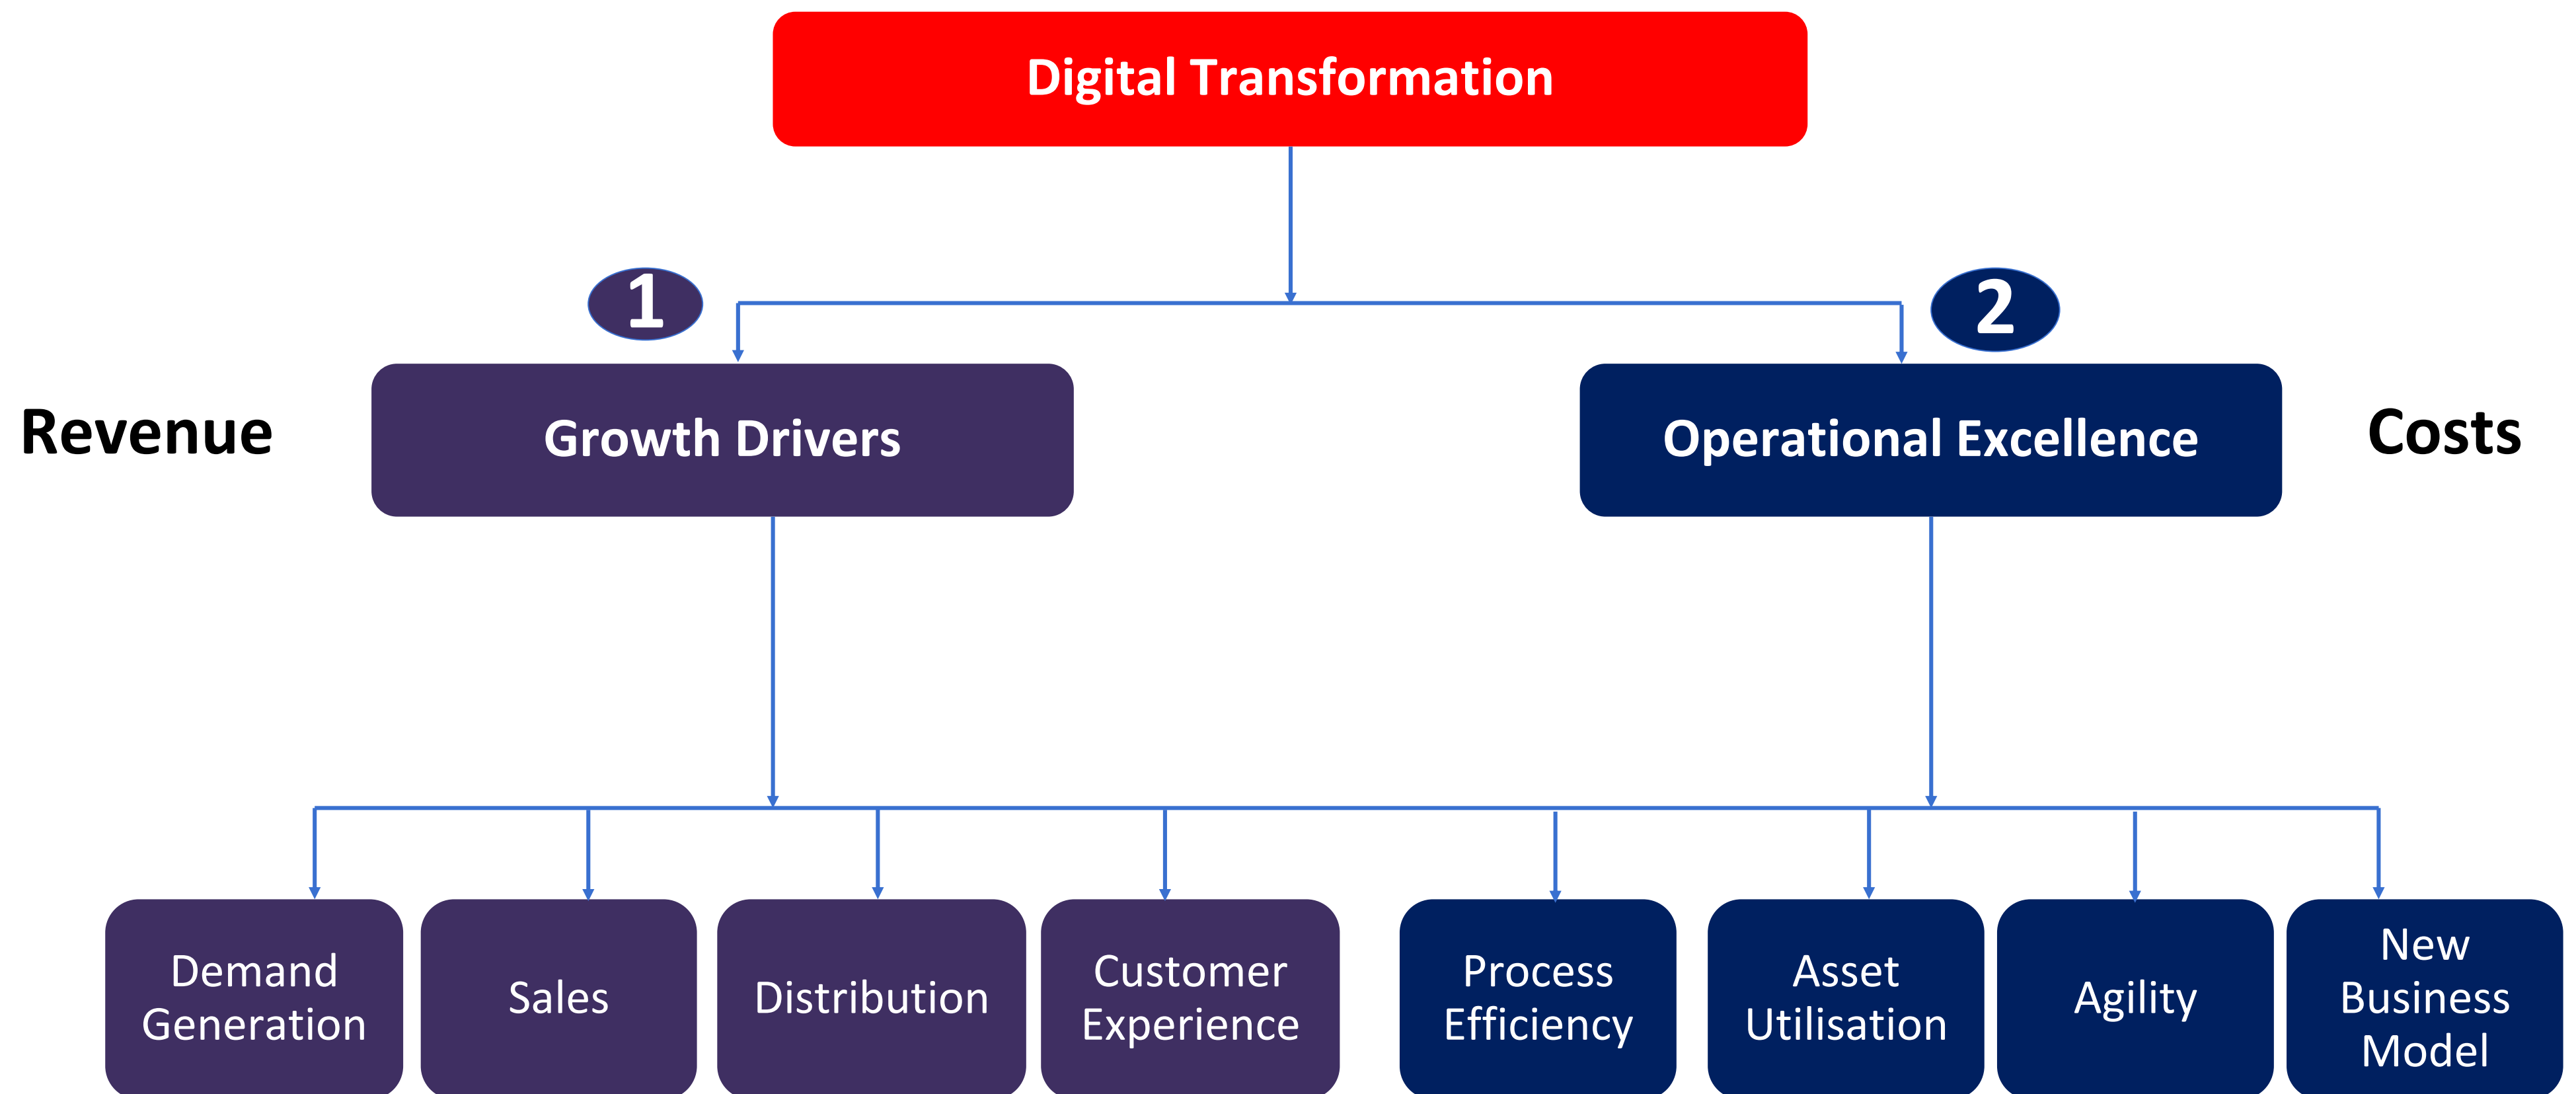 Digital Transformation
1
2
Revenue
Growth Drivers
Operational Excellence
Costs
Demand
Generation
Sales
Distribution
Customer
Experience
Process
Efficiency
Asset
Utilisation
Agility
New
Business
Model